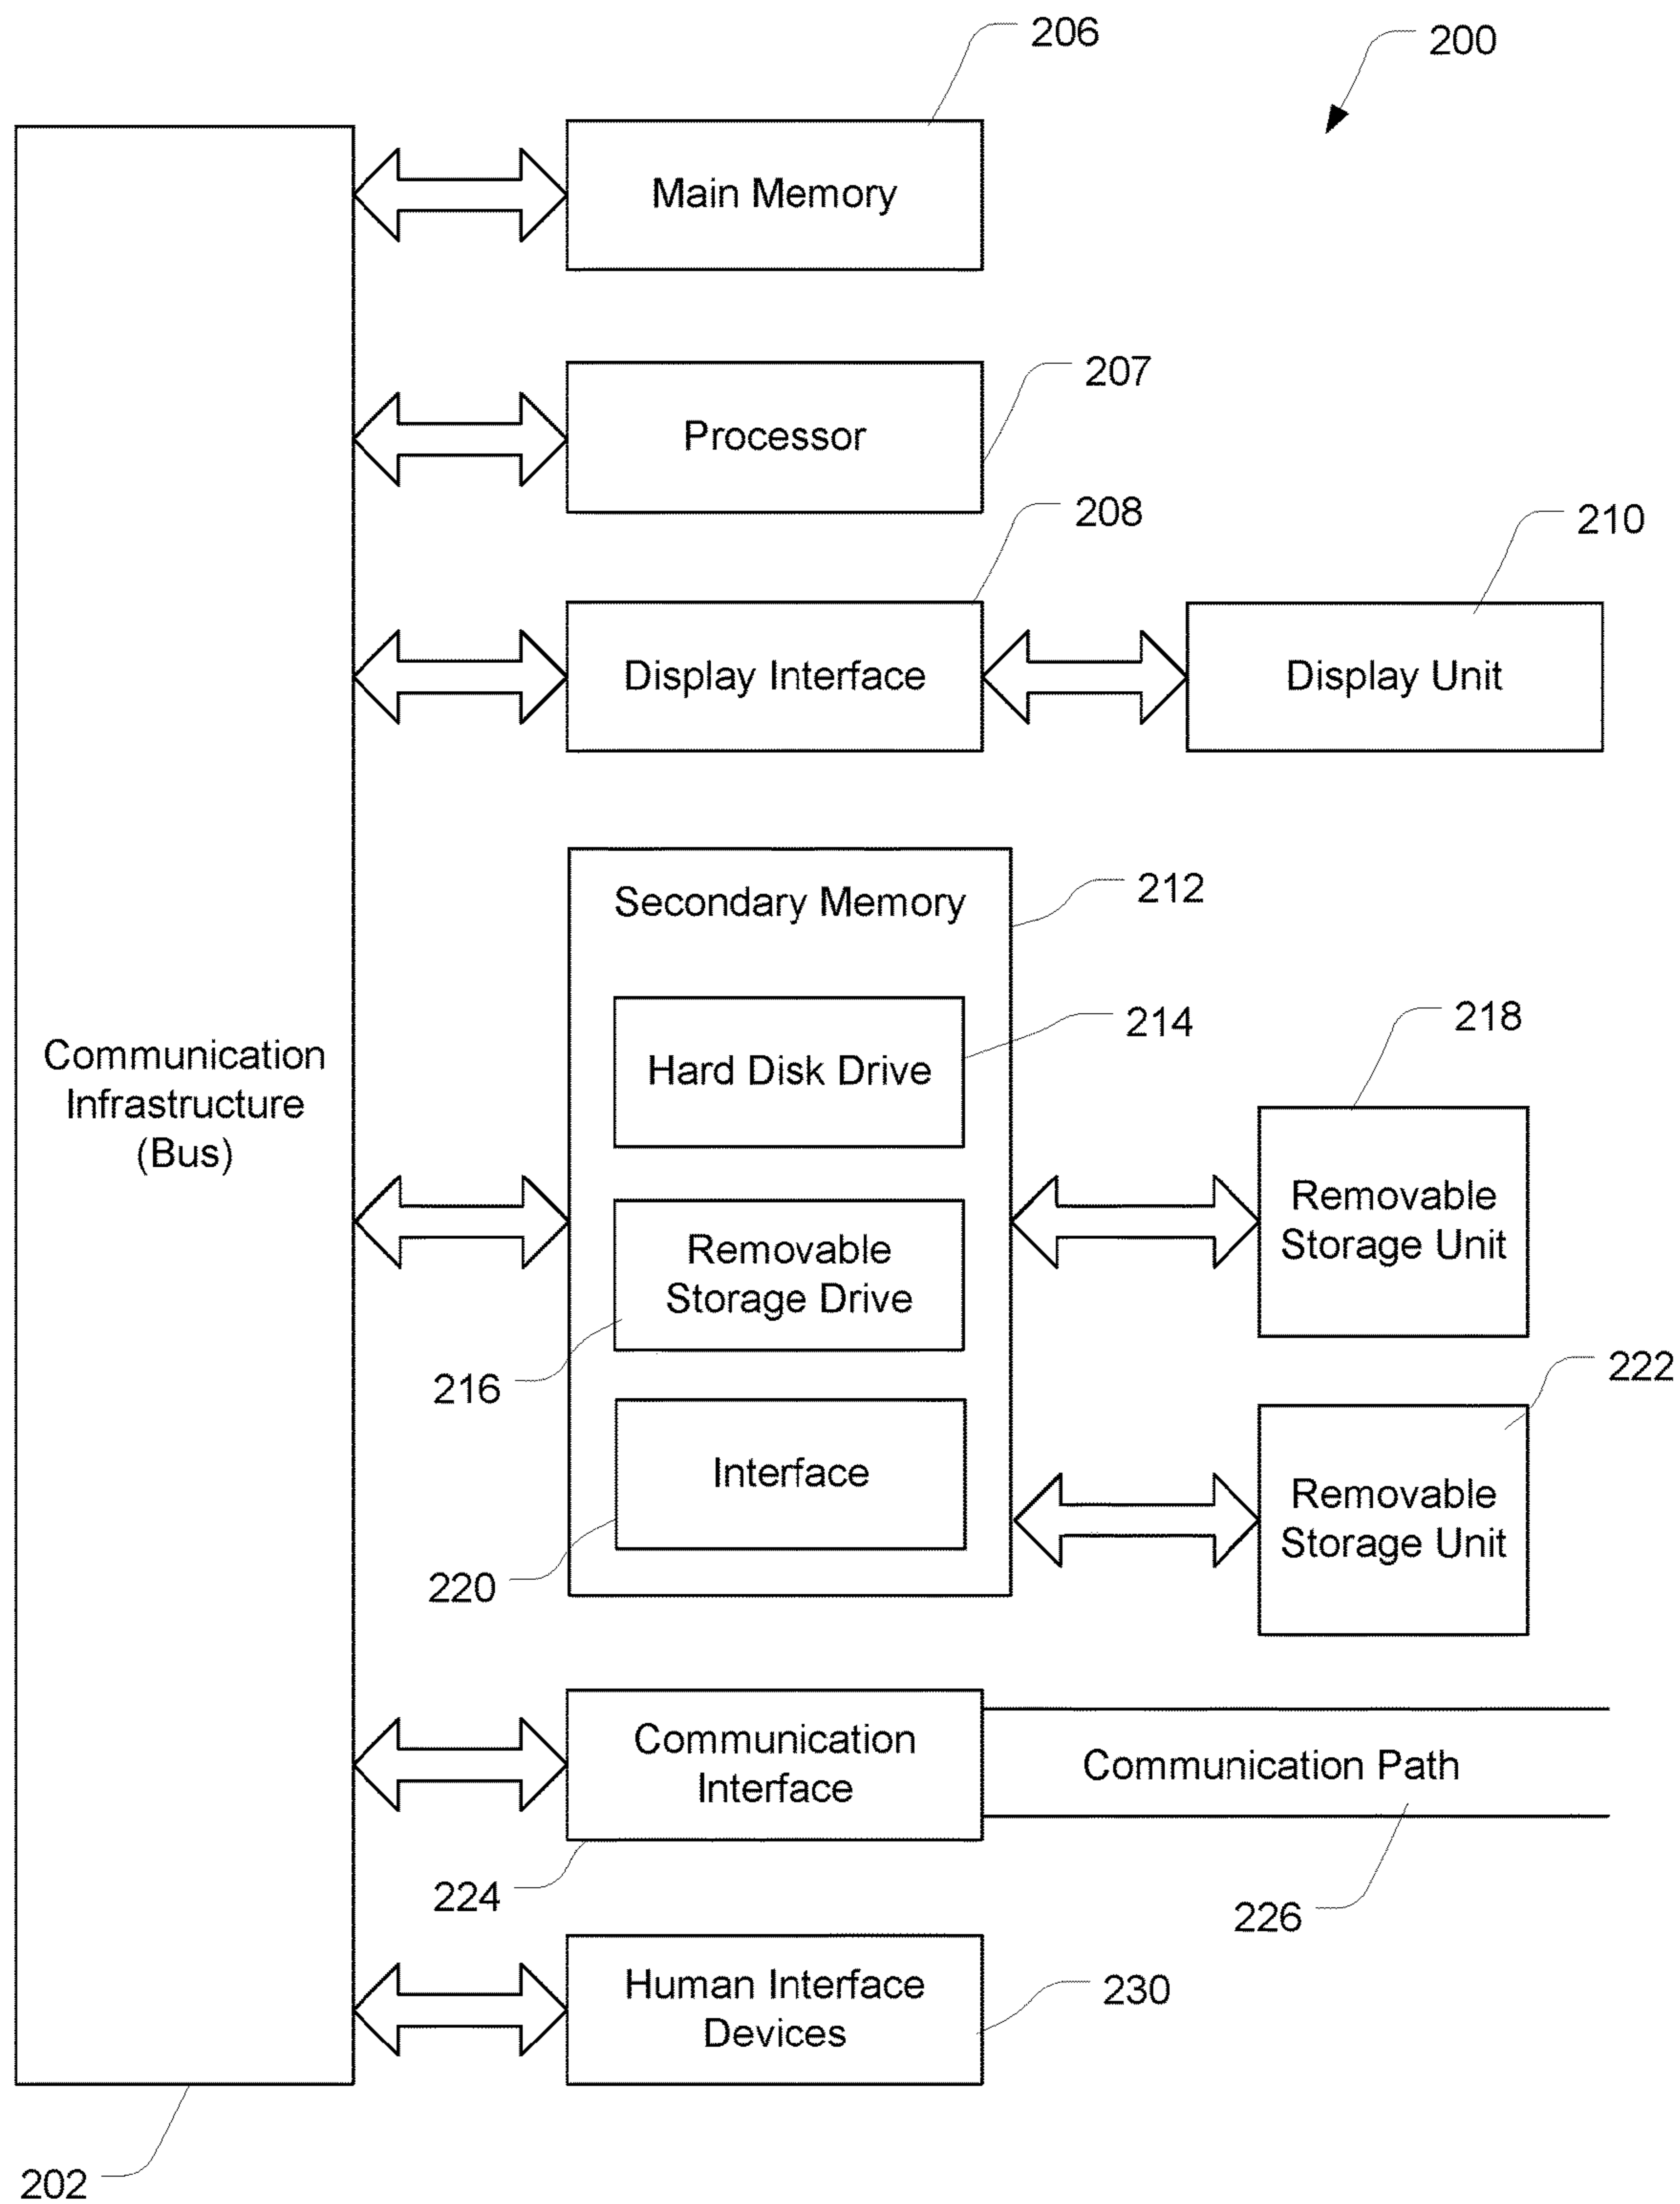 206
200
Main Memory
207
Processor
208
210
Display Interface
Display Unit
Secondary Memory
212
214
Hard Disk Drive
218
Communication
Infrastructure
(Bus)
Removable
Storage Unit
Removable
Storage Drive
216
222
Interface
Removable
Storage Unit
220
Communication
Interface
Communication Path
224
226
Human Interface
Devices
230
202